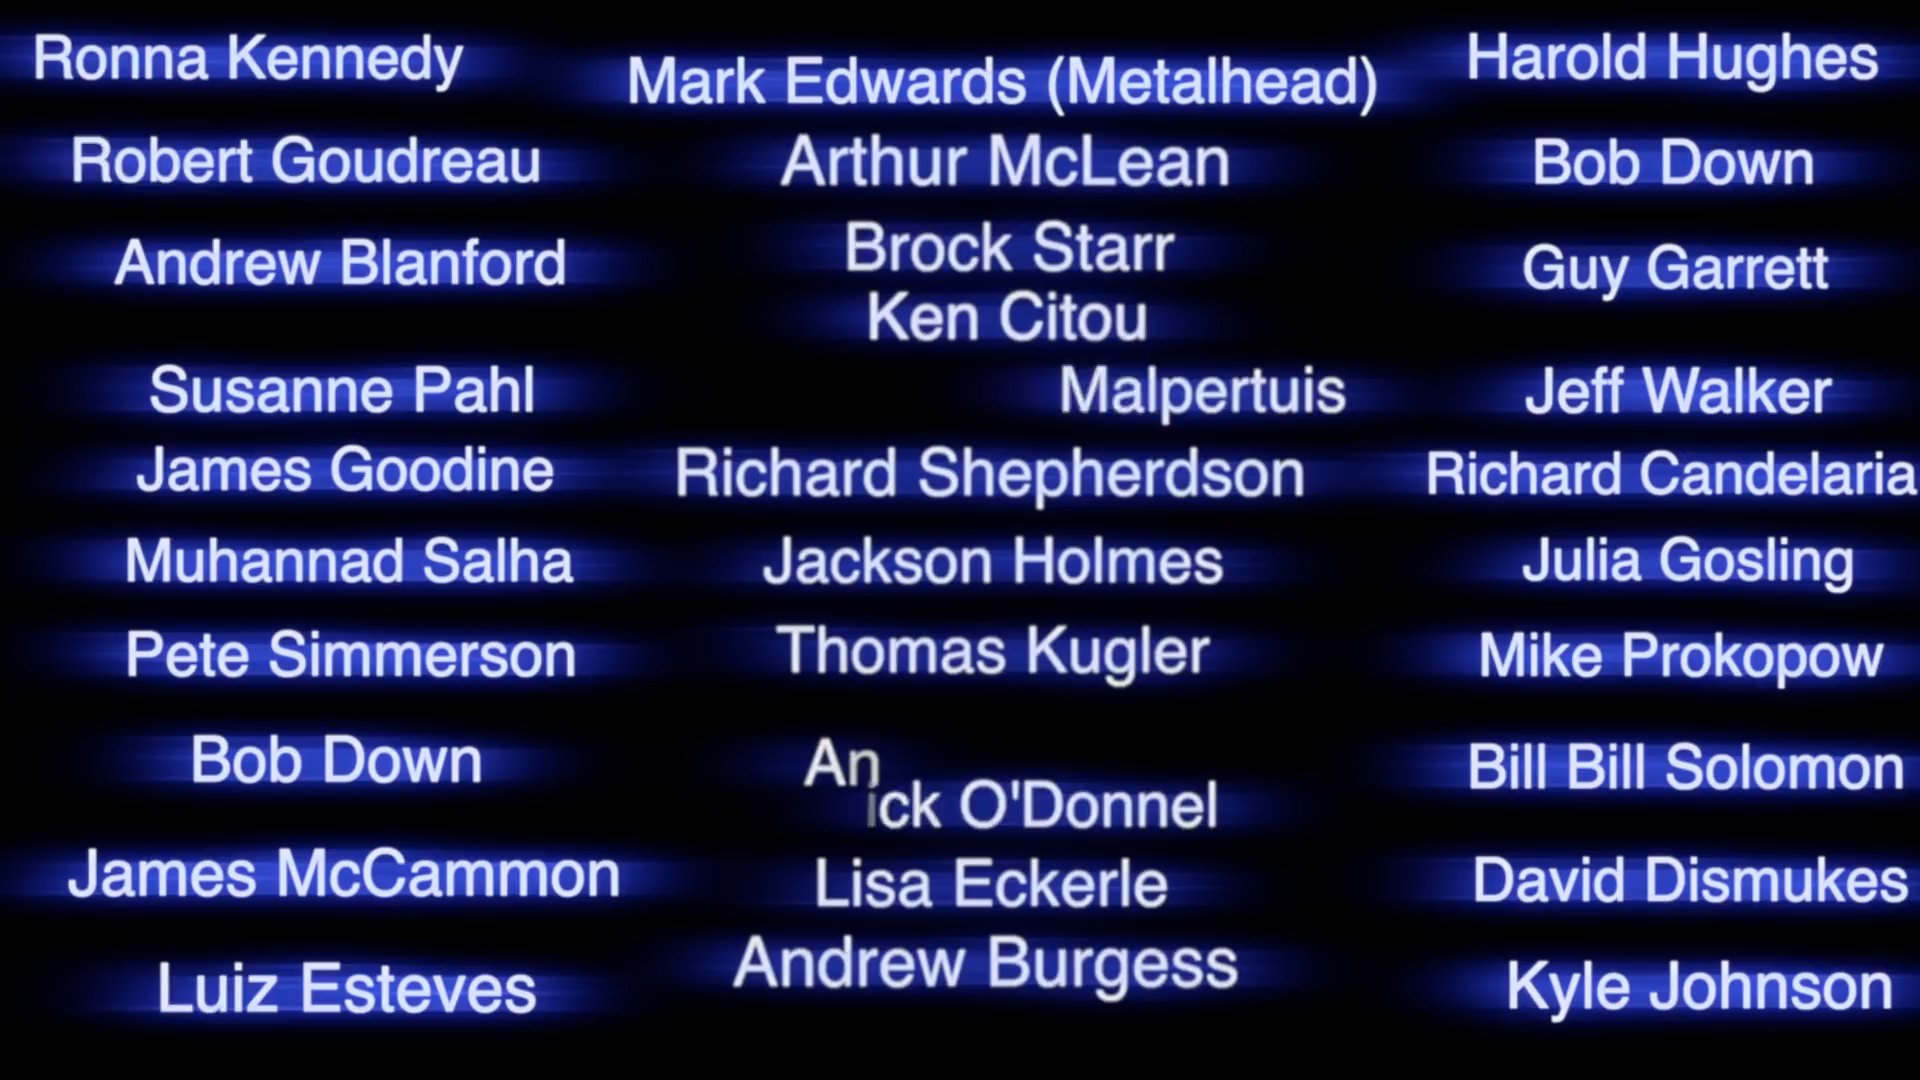 Ronna Kennedy
Robert Goudreau
Andrew Blanford
Susanne Pahl
James Goodine
Muhannad Salha
Pete Simmerson
Bob Down
James McCammon
Luiz Esteves
Mark Edwards (Metalhead)
Arthur McLean
Brock Starr
Ken Citou
Malpertuis
Richard Shepherdson
Jackson Holmes
Thomas Kugler
An
ick O'Donnel
Lisa Eckerle
Andrew Burgess
Harold Hughes
Bob Down
Guy Garrett
Jeff Walker
Richard Candelaria
Julia Gosling
Mike Prokopow
Bill Bill Solomon
David Dismukes
Kyle Johnson